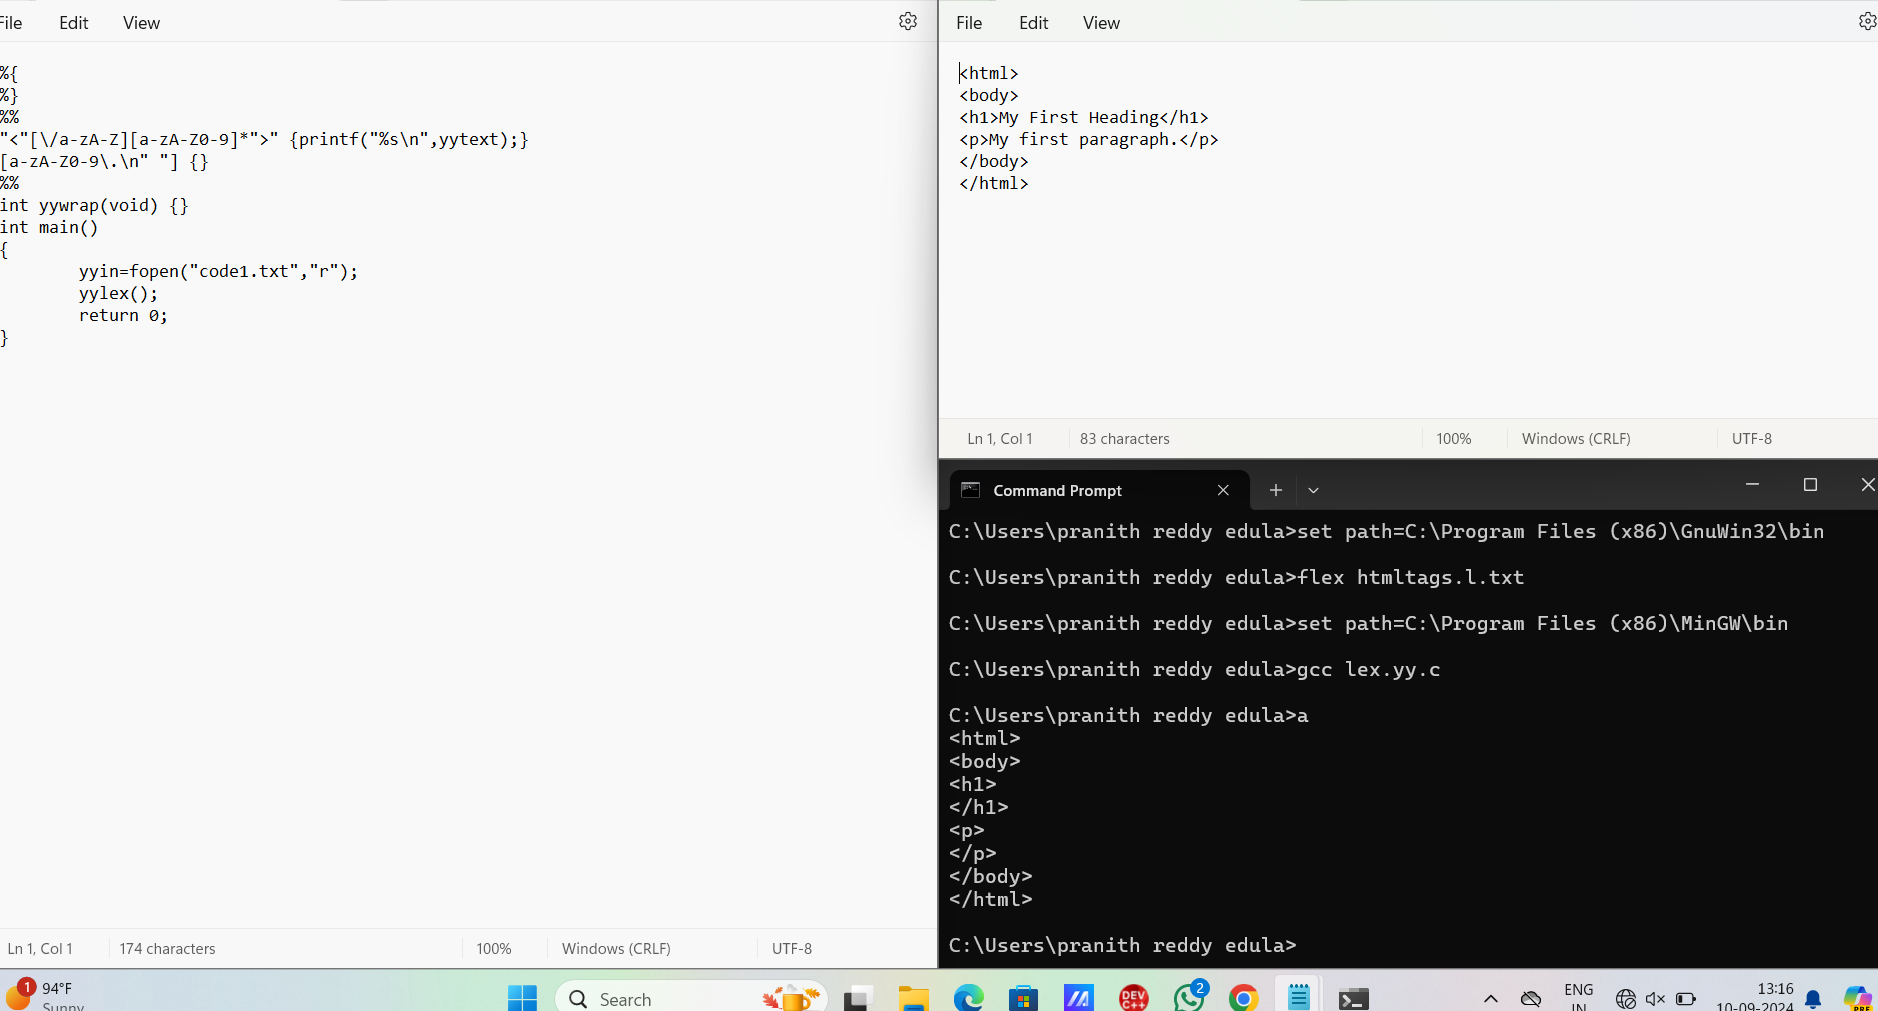 File Edit View
%{
%}
%%
"<"[\/a-zA-Z][a-zA-Z0-9]*">" {printf("%s\n",yytext);}
[a-zA-Z0-9\.\n" "] {}
%%
int yywrap(void) {}
int main()
{
yyin=fopen("code1.txt","r");
yylex();
return 0;
}
Ln 1, Col 1 174 characters 100% Windows (CRLF) UTF-8
File Edit View
<html>
<body>
<h1>My First Heading</h1>
<p>My first paragraph.</p>
</body>
</html>
Ln 1, Col 1 83 characters 100% Windows (CRLF) UTF-8
Command Prompt
C:\Users\pranith reddy edula>set path=C:\Program Files (x86)\GnuWin32\bin
C:\Users\pranith reddy edula>flex htmltags.l.txt
C:\Users\pranith reddy edula>set path=C:\Program Files (x86)\MinGW\bin
C:\Users\pranith reddy edula>gcc lex.yy.c
C:\Users\pranith reddy edula>a
<html>
<body>
<h1>
</h1>
<p>
</p>
</body>
</html>
C:\Users\pranith reddy edula>
1
94°F
Sunny
Search
DEV C++
2
ENG
IN
13:16
10-09-2024
PRE